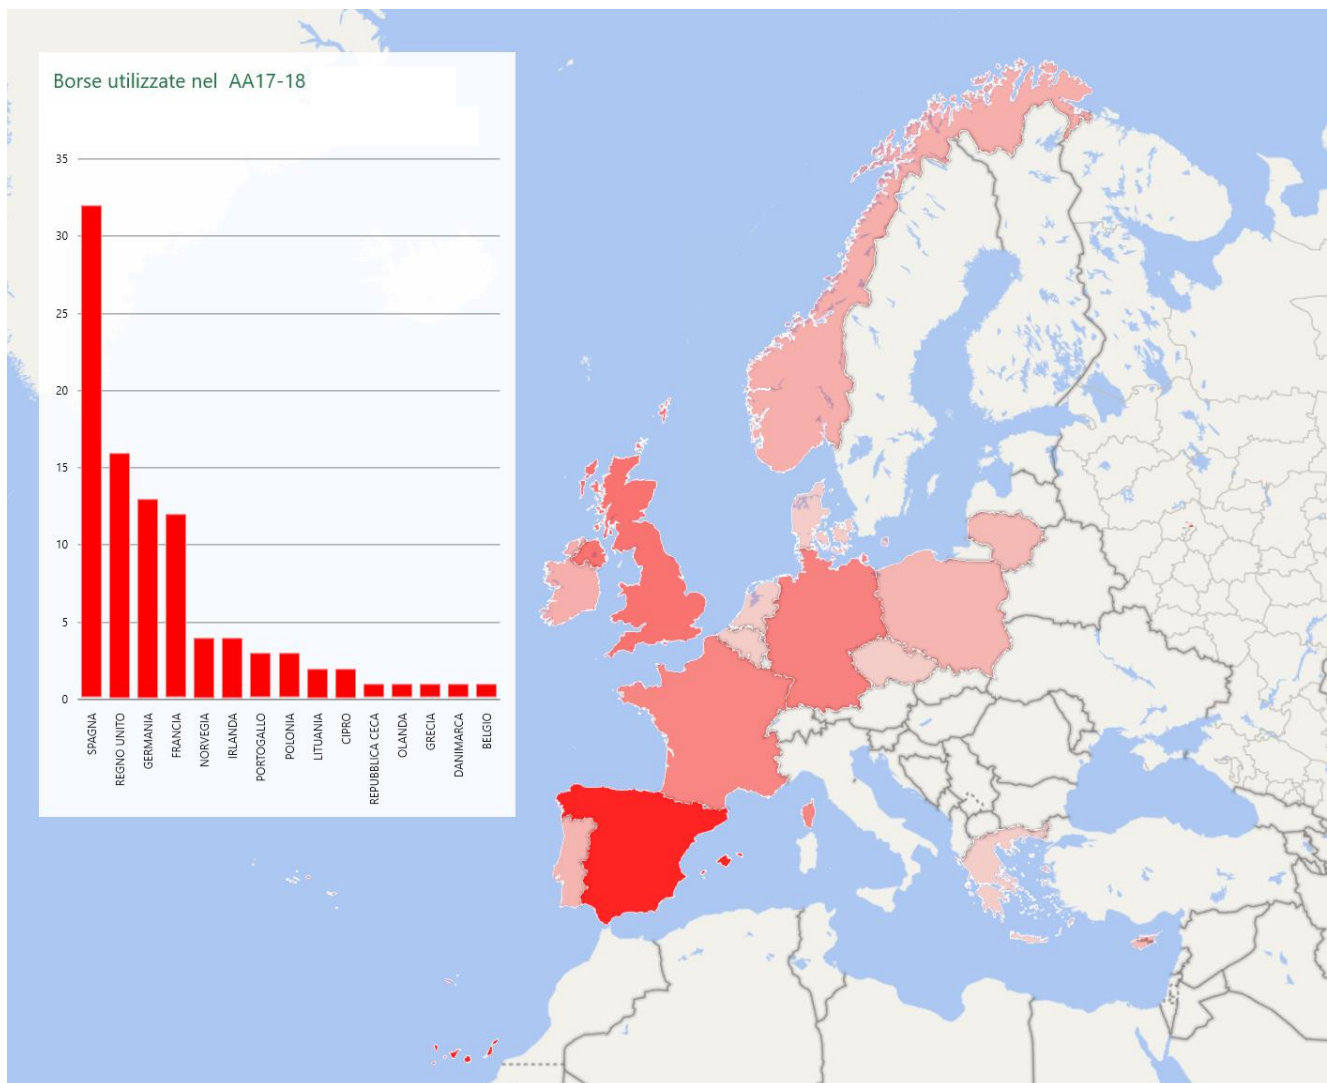 Borse utilizzate nel AA17-18
35
30
25
20
15
10
5
0
SPAGNA
REGNO UNITO
GERMANIA
FRANCIA
NORVEGIA
IRLANDA
PORTOGALLO
POLONIA
LITUANIA
CIPRO
REPUBBLICA CECA
OLANDA
GRECIA
DANIMARCA
BELGIO